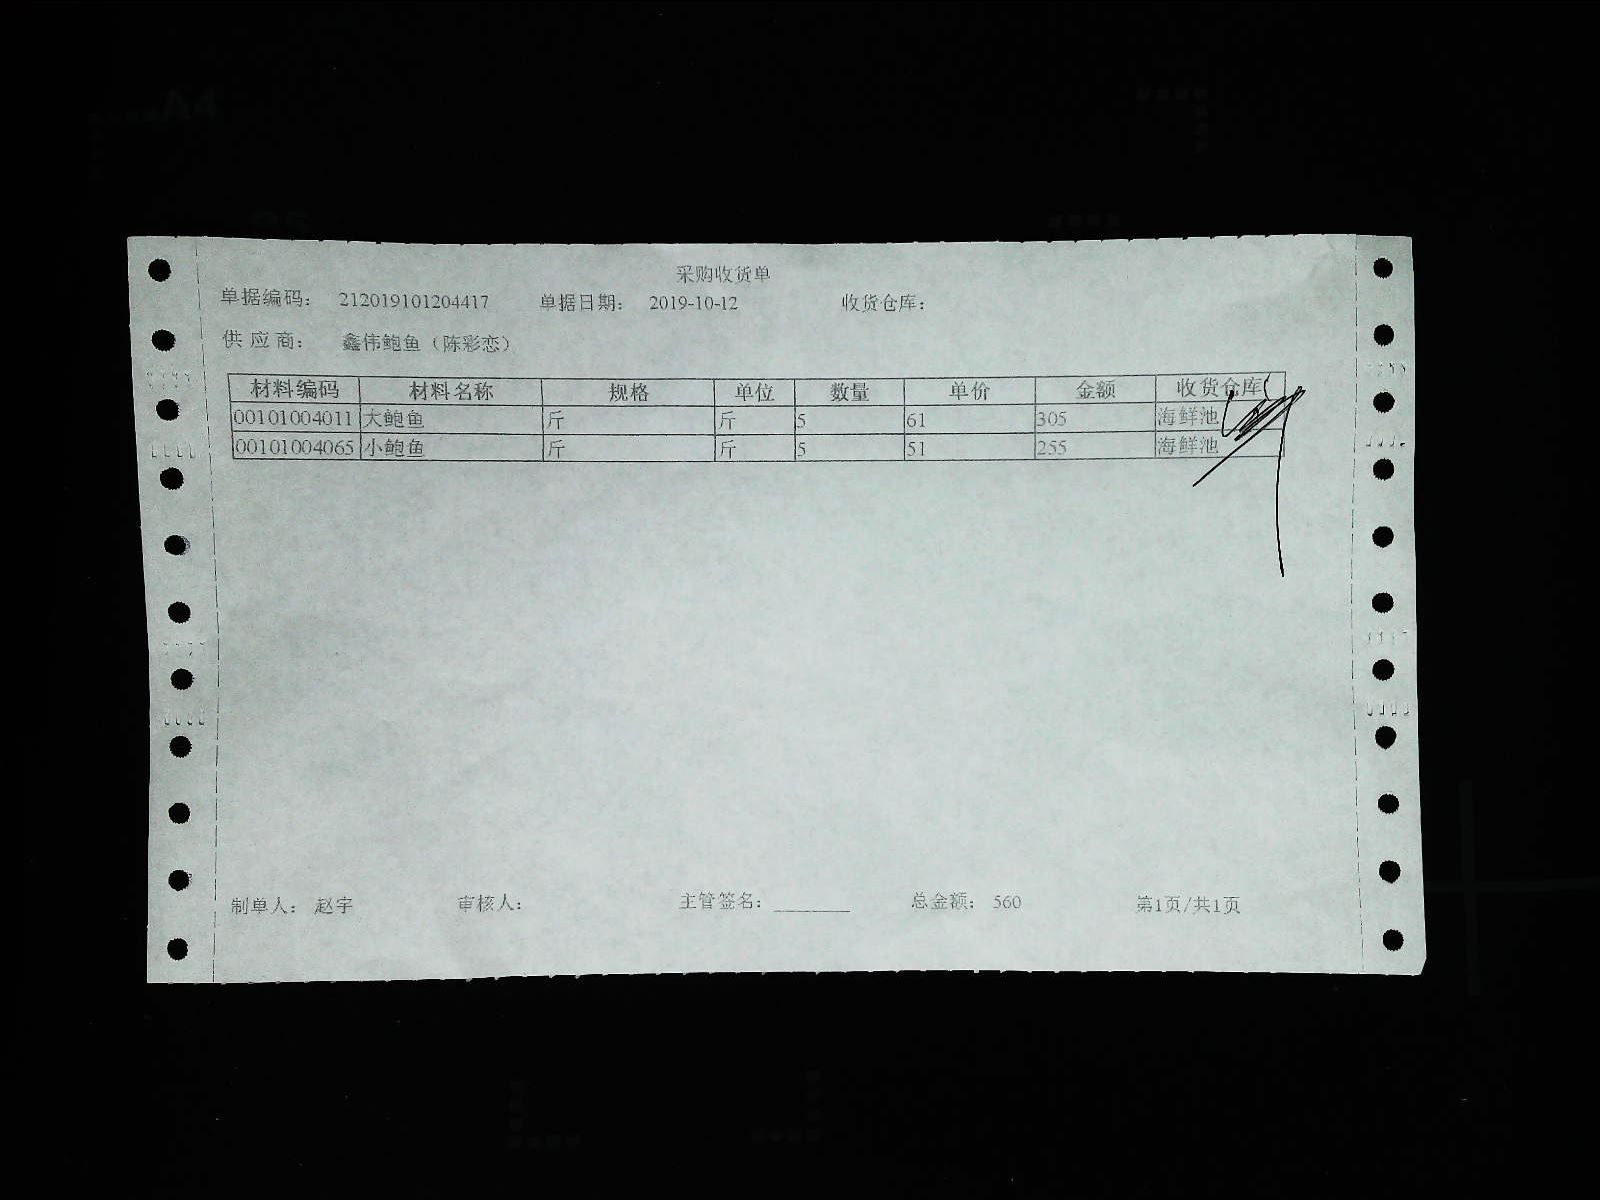 采购收货单
单据编码： 212019101204417 单据日期： 2019-10-12 收货仓库：
供 应 商： 鑫伟鲍鱼（陈彩恋）
材料编码 材料名称 规格 单位 数量 单价 金额 收货仓库
00101004011 大鲍鱼 斤 斤 5 61 305 海鲜池
00101004065 小鲍鱼 斤 斤 5 51 255 海鲜池
制单人： 赵宇 审核人： 主管签名： 总金额： 560 第1页/共1页